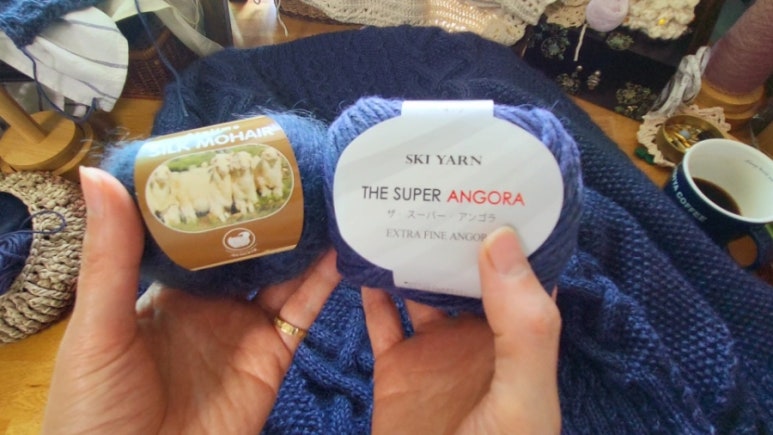 SILK MOHAIR
SKI YARN
THE SUPER ANGORA
ザ スーパー アンゴラ
EXTRA FINE ANGOR
COFFEE